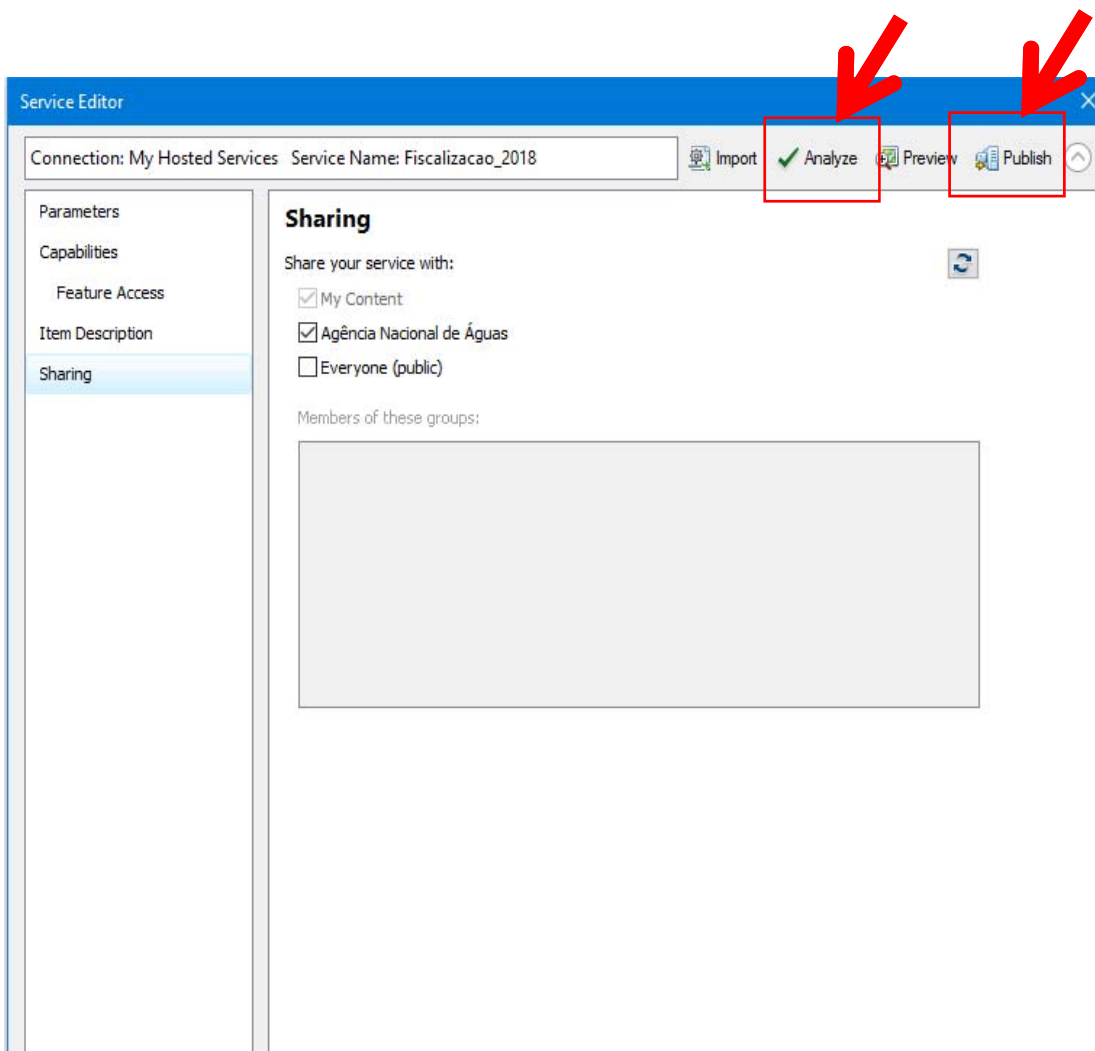 Service Editor
Connection: My Hosted Services Service Name: Fiscalizacao_2018
Import Analyze Preview Publish
Parameters
Capabilities
Feature Access
Item Description
Sharing
Sharing
Share your service with:
My Content
Agência Nacional de Águas
Everyone (public)
Members of these groups: